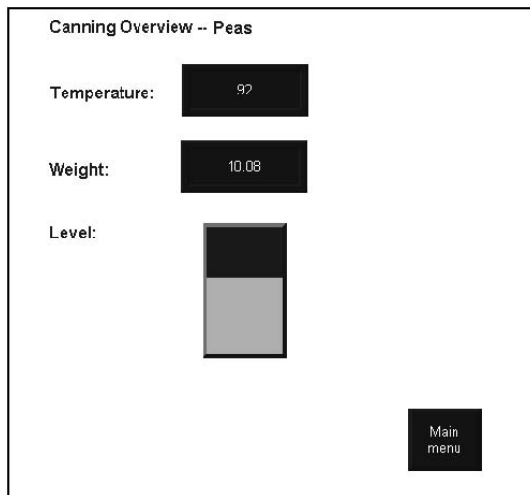 Canning Overview -- Peas
Temperature: 92
Weight: 10.08
Level:
Main
menu